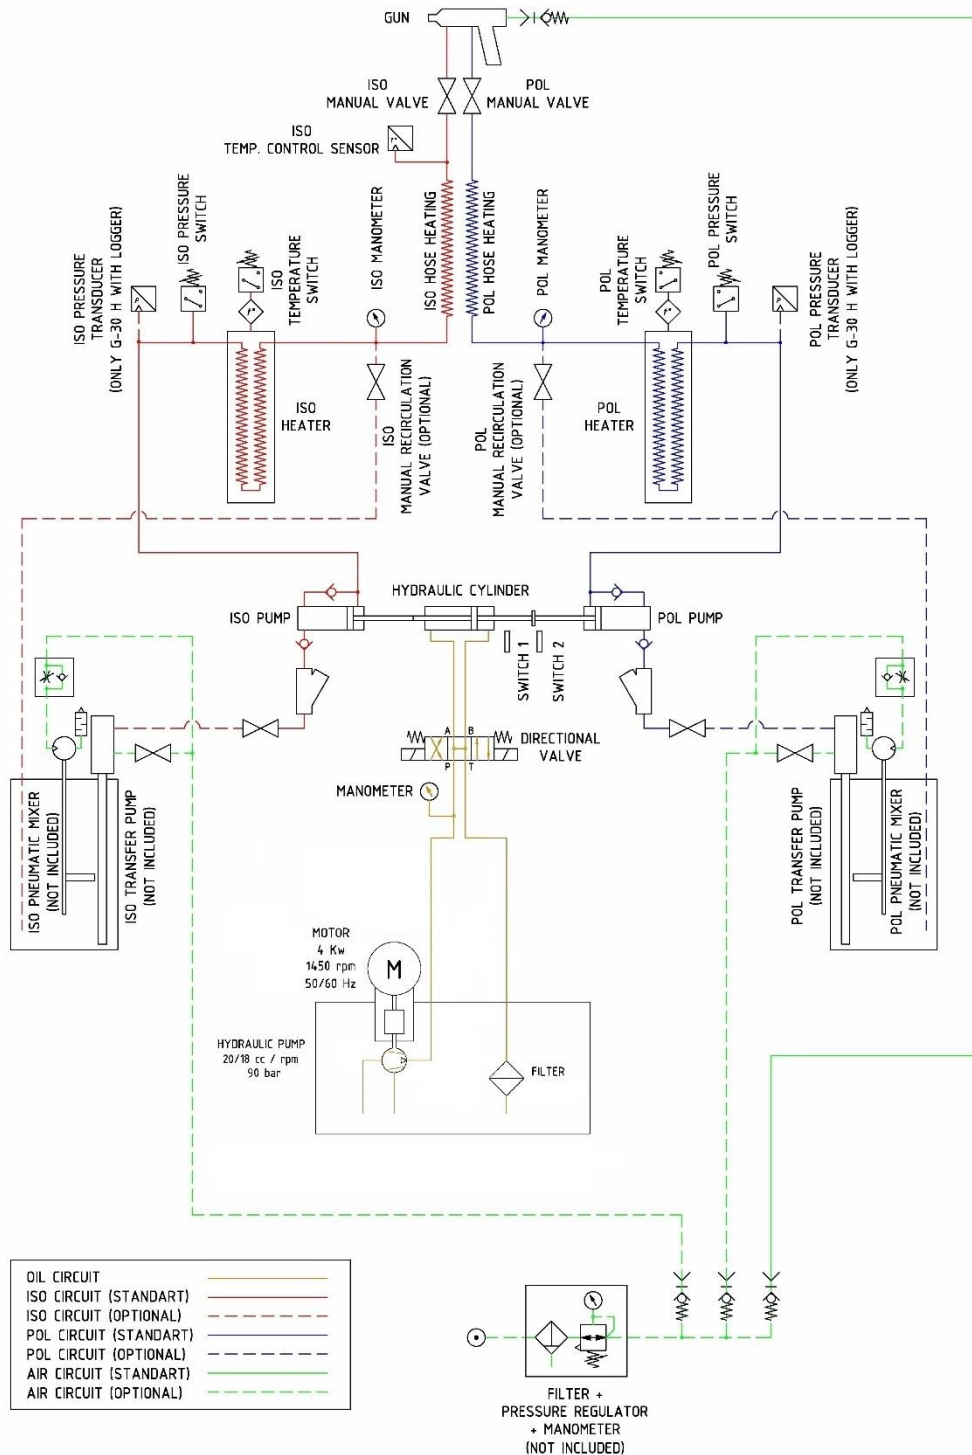 GUN
ISO
MANUAL VALVE
POL
MANUAL VALVE
ISO
TEMP. CONTROL SENSOR
ISO PRESSURE
TRANSDUCER
(ONLY G-30 H WITH LOGGER)
P
ISO PRESSURE
SWITCH
ISO
TEMPERATURE
SWITCH
ISO MANOMETER
ISO HOSE HEATING
POL HOSE HEATING
POL MANOMETER
POL
TEMPERATURE
SWITCH
POL PRESSURE
SWITCH
P
POL PRESSURE
TRANSDUCER
(ONLY G-30 H WITH LOGGER)
ISO
HEATER
ISO
MANUAL RECIRCULATION
VALVE (OPTIONAL)
POL
MANUAL RECIRCULATION
VALVE (OPTIONAL)
POL
HEATER
HYDRAULIC CYLINDER
ISO PUMP
POL PUMP
SWITCH 1
SWITCH 2
A B
P T
DIRECTIONAL
VALVE
MANOMETER
ISO PNEUMATIC MIXER
(NOT INCLUDED)
ISO TRANSFER PUMP
(NOT INCLUDED)
POL TRANSFER PUMP
(NOT INCLUDED)
POL PNEUMATIC MIXER
(NOT INCLUDED)
MOTOR
4 Kw
1450 rpm
50/60 Hz
M
HYDRAULIC PUMP
20/18 cc / rpm
90 bar
FILTER
OIL CIRCUIT
ISO CIRCUIT (STANDART)
ISO CIRCUIT (OPTIONAL)
POL CIRCUIT (STANDART)
POL CIRCUIT (OPTIONAL)
AIR CIRCUIT (STANDART)
AIR CIRCUIT (OPTIONAL)
FILTER +
PRESSURE REGULATOR
+ MANOMETER
(NOT INCLUDED)